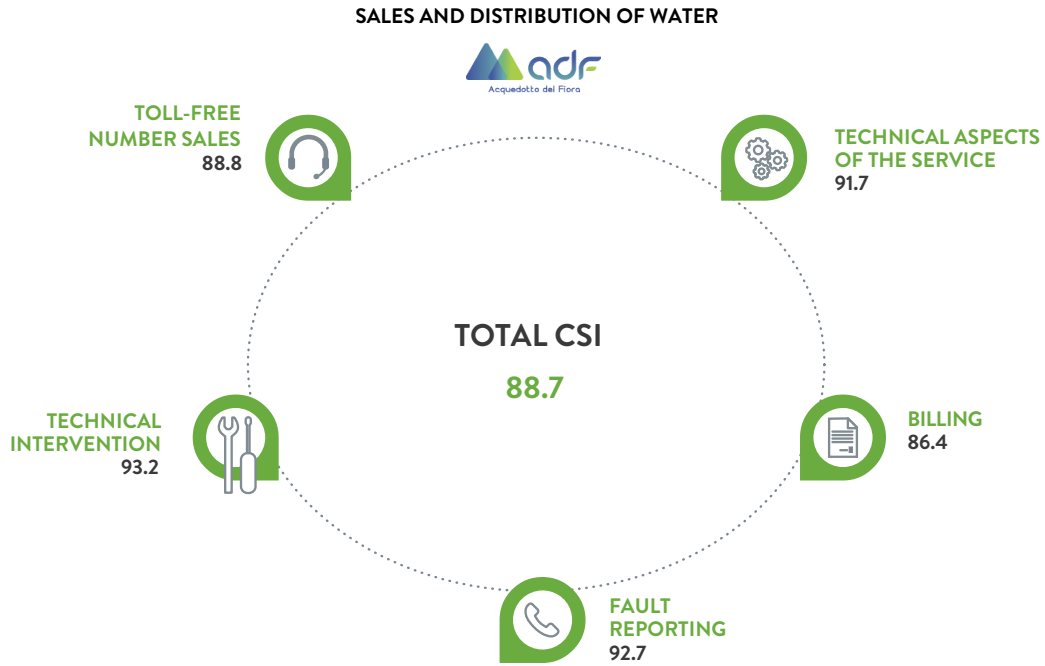 SALES AND DISTRIBUTION OF WATER
adf
Acquedotto del Fiora
TOLL-FREE
NUMBER SALES
88.8
TECHNICAL ASPECTS
OF THE SERVICE
91.7
TOTAL CSI
88.7
TECHNICAL
INTERVENTION
93.2
BILLING
86.4
FAULT
REPORTING
92.7